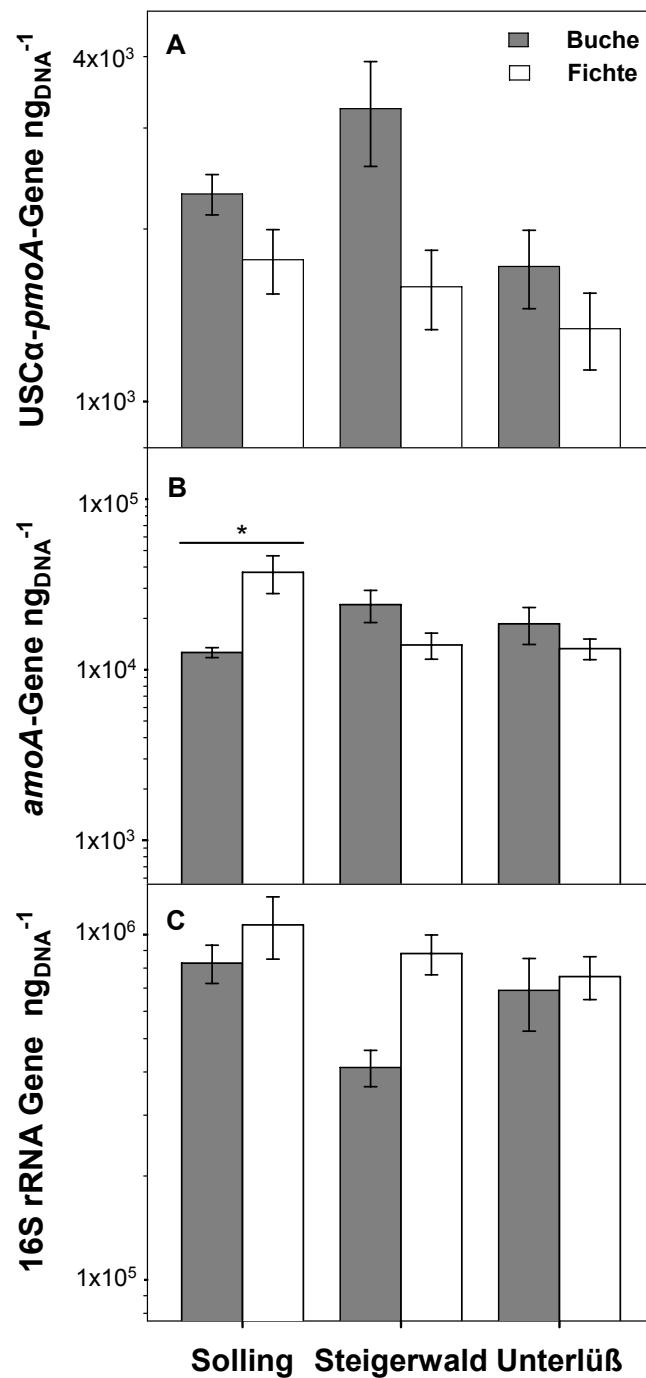 A
Buche
Fichte
4x10³
1x10³
USCα-pmoA-Gene ng_DNA⁻¹
B
*
1x10⁵
1x10⁴
1x10³
amoA-Gene ng_DNA⁻¹
C
1x10⁶
1x10⁵
16S rRNA Gene ng_DNA⁻¹
Solling Steigerwald Unterlüß